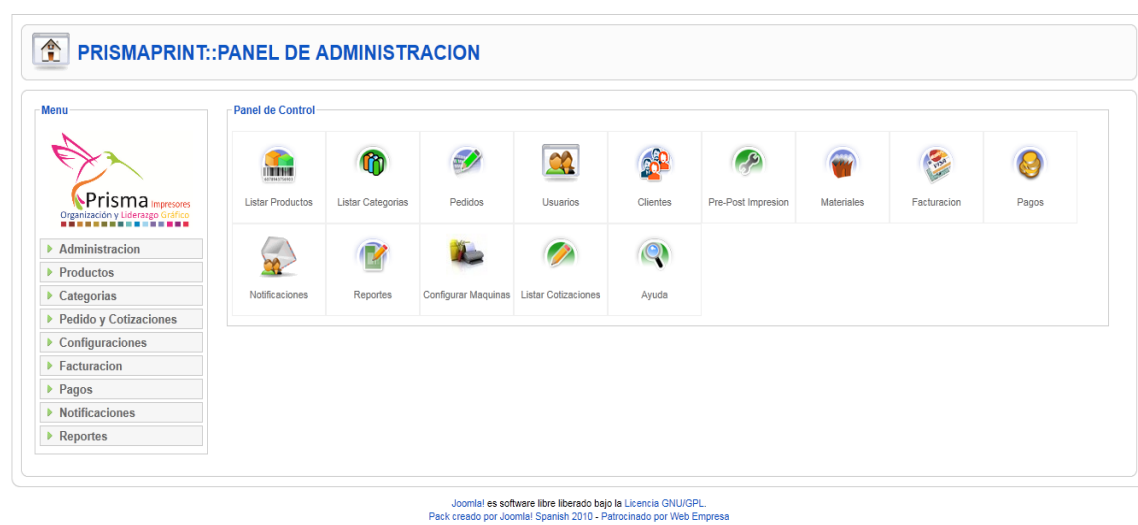 PRISMAPRINT::PANEL DE ADMINISTRACION
Menu
Prisma Impresores
Organización y Liderazgo Gráfico
Administracion
Productos
Categorias
Pedido y Cotizaciones
Configuraciones
Facturacion
Pagos
Notificaciones
Reportes
Panel de Control
Listar Productos
Listar Categorias
Pedidos
Usuarios
Clientes
Pre-Post Impresion
Materiales
VISA
Facturacion
Pagos
Notificaciones
Reportes
Configurar Maquinas
Listar Cotizaciones
Ayuda
Joomla! es software libre liberado bajo la Licencia GNU/GPL.
Pack creado por Joomla! Spanish 2010 - Patrocinado por Web Empresa